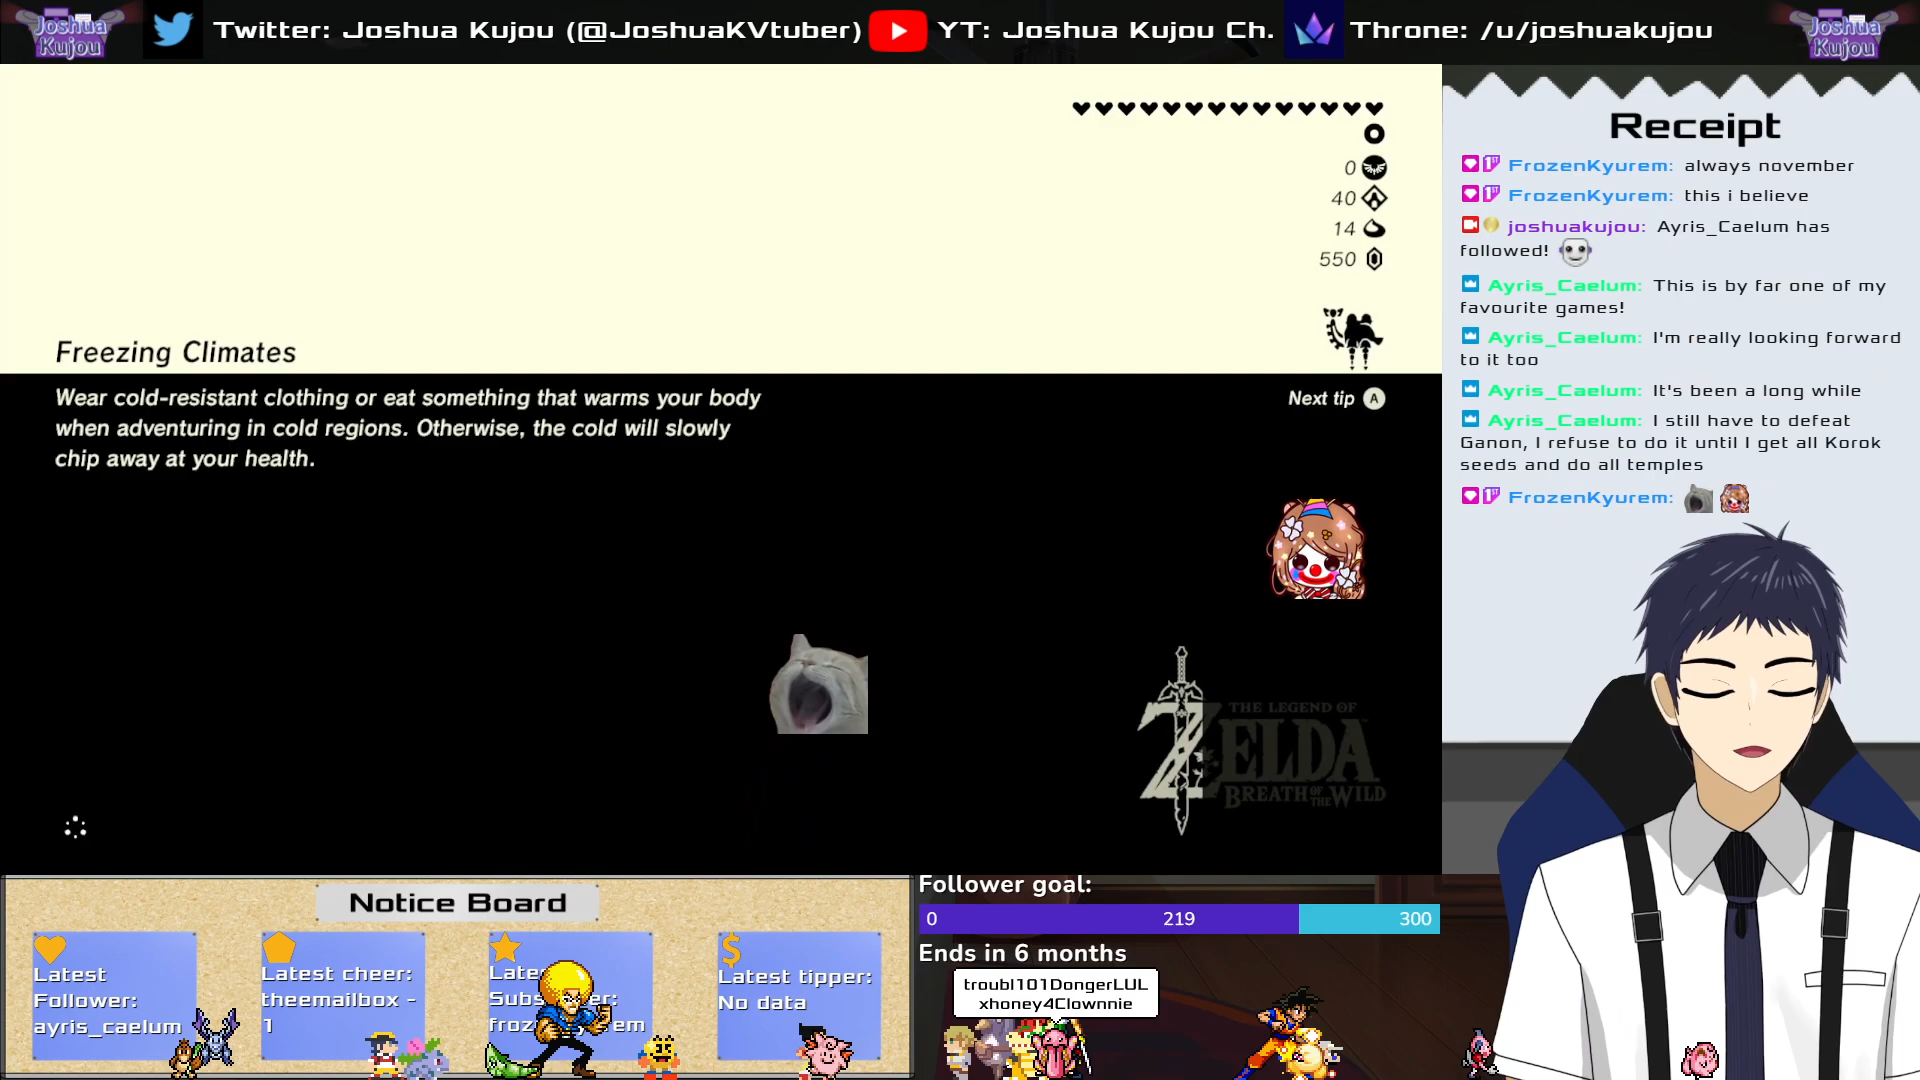 Joshua Kujou
Twitter: Joshua Kujou (@JoshuaKVtuber)
YT: Joshua Kujou Ch.
Throne: /u/joshuakujou
Joshua Kujou
0
40
14
550
Freezing Climates
Wear cold-resistant clothing or eat something that warms your body
when adventuring in cold regions. Otherwise, the cold will slowly
chip away at your health.
Next tip A
THE LEGEND OF
ZELDA
BREATH OF THE WILD
Receipt
FrozenKyurem: always november
FrozenKyurem: this i believe
joshuakujou: Ayris_Caelum has
followed!
Ayris_Caelum: This is by far one of my
favourite games!
Ayris_Caelum: I'm really looking forward
to it too
Ayris_Caelum: It's been a long while
Ayris_Caelum: I still have to defeat
Ganon, I refuse to do it until I get all Korok
seeds and do all temples
FrozenKyurem:
Notice Board
Latest
Follower:
ayris_caelum
Latest cheer:
theemailbox -
1
Latest tipper:
No data
Follower goal:
0 219 300
Ends in 6 months
troubl101DongerLUL
xhoney4Clownnie